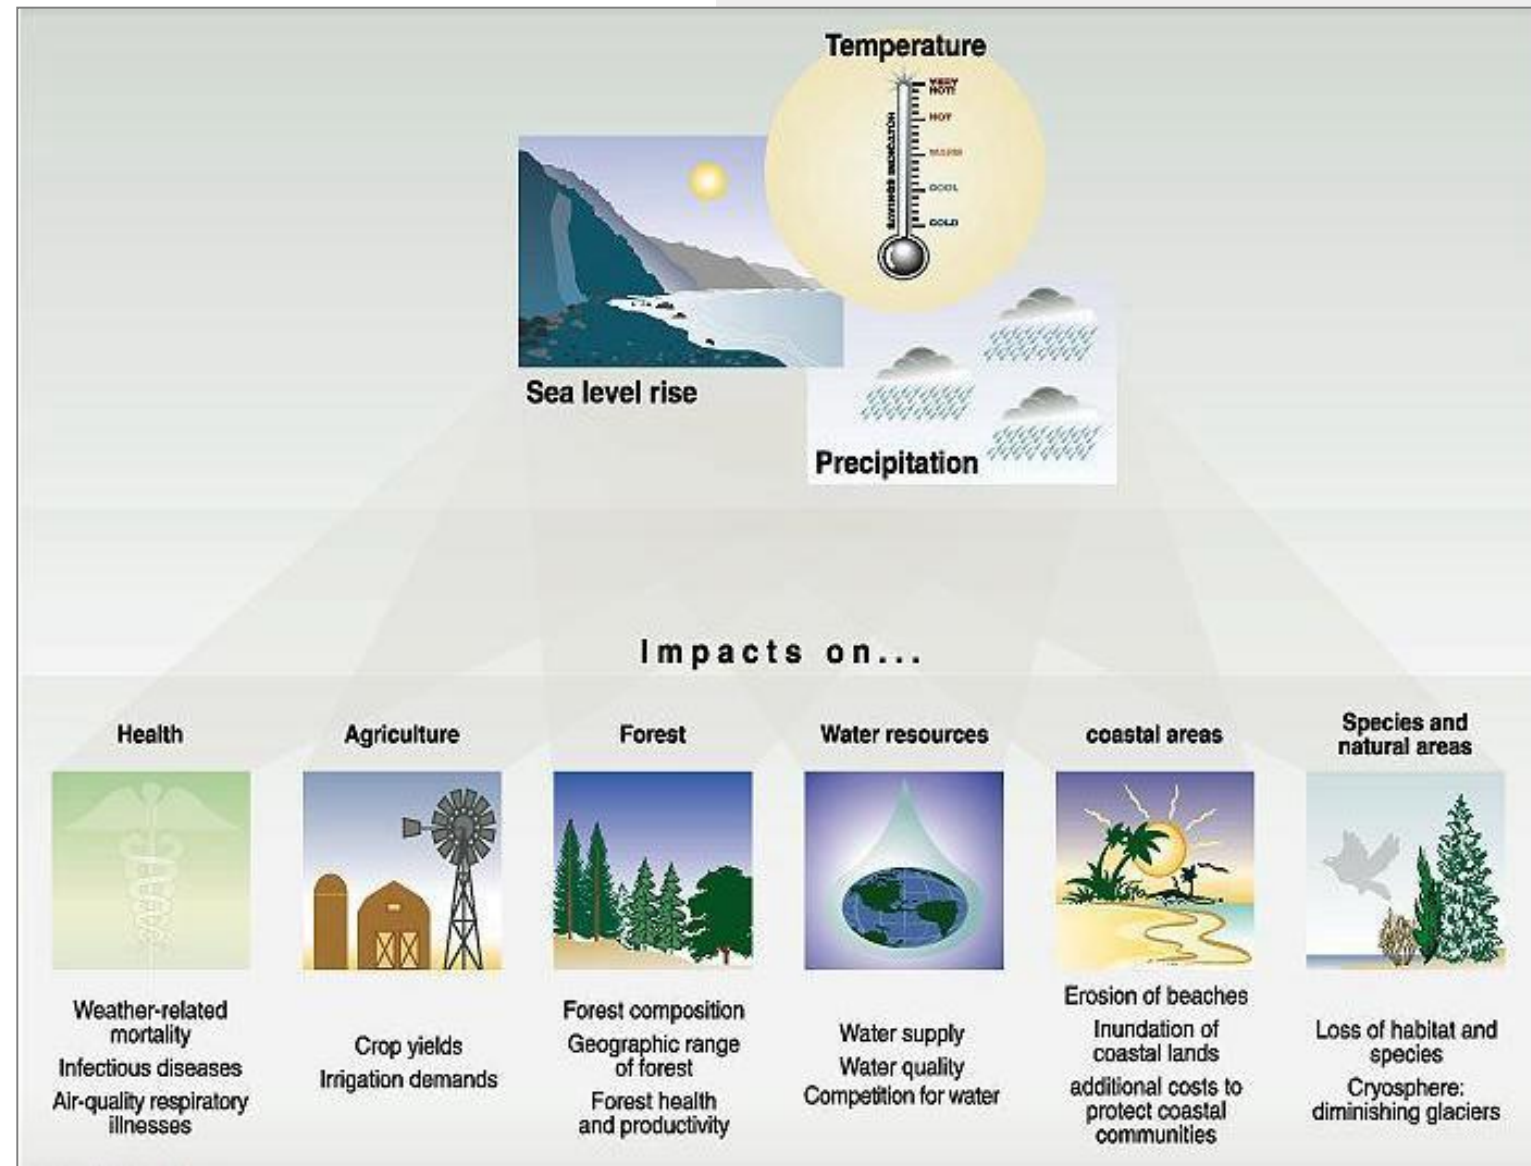 Temperature
VERY
HOT!
HOT
WARM
COOL
COLD
Sea level rise
Precipitation
Impacts on...
Health
Weather-related
mortality
Infectious diseases
Air-quality respiratory
illnesses
Agriculture
Crop yields
Irrigation demands
Forest
Forest composition
Geographic range
of forest
Forest health
and productivity
Water resources
Water supply
Water quality
Competition for water
coastal areas
Erosion of beaches
Inundation of
coastal lands
additional costs to
protect coastal
communities
Species and
natural areas
Loss of habitat and
species
Cryosphere:
diminishing glaciers